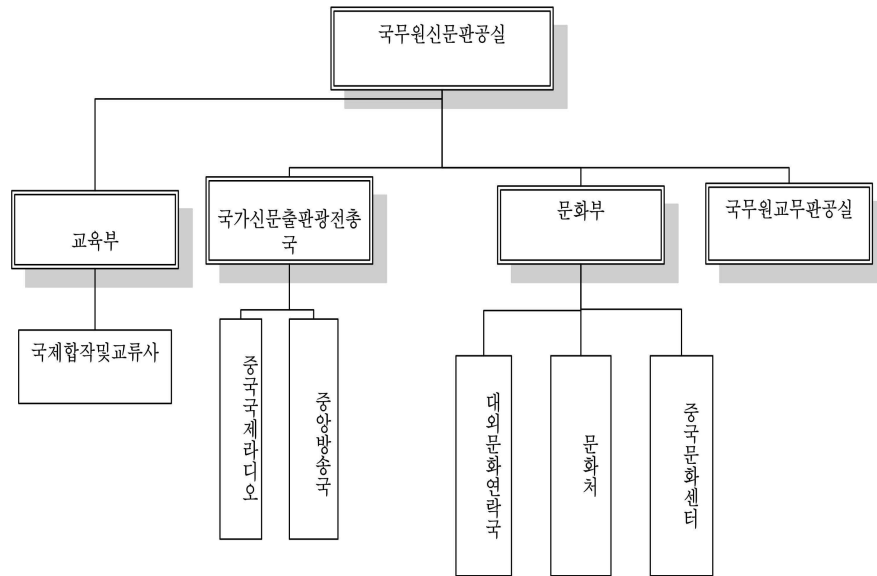 국무원신문판공실
교육부
국가신문출판광전총
국
문화부
국무원교무판공실
국제합작및교류사
중국국제라디오
중앙방송국
대외문화연락국
문화처
중국문화센터